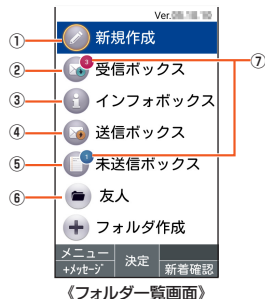 Ver.
① 新規作成
② 3 受信ボックス ⑦
③ インフォボックス
④ 送信ボックス
⑤ 1 未送信ボックス
⑥ 友人
フォルダ作成
メニュー 決定
+メッセージ 新着確認
《フォルダ一覧画面》